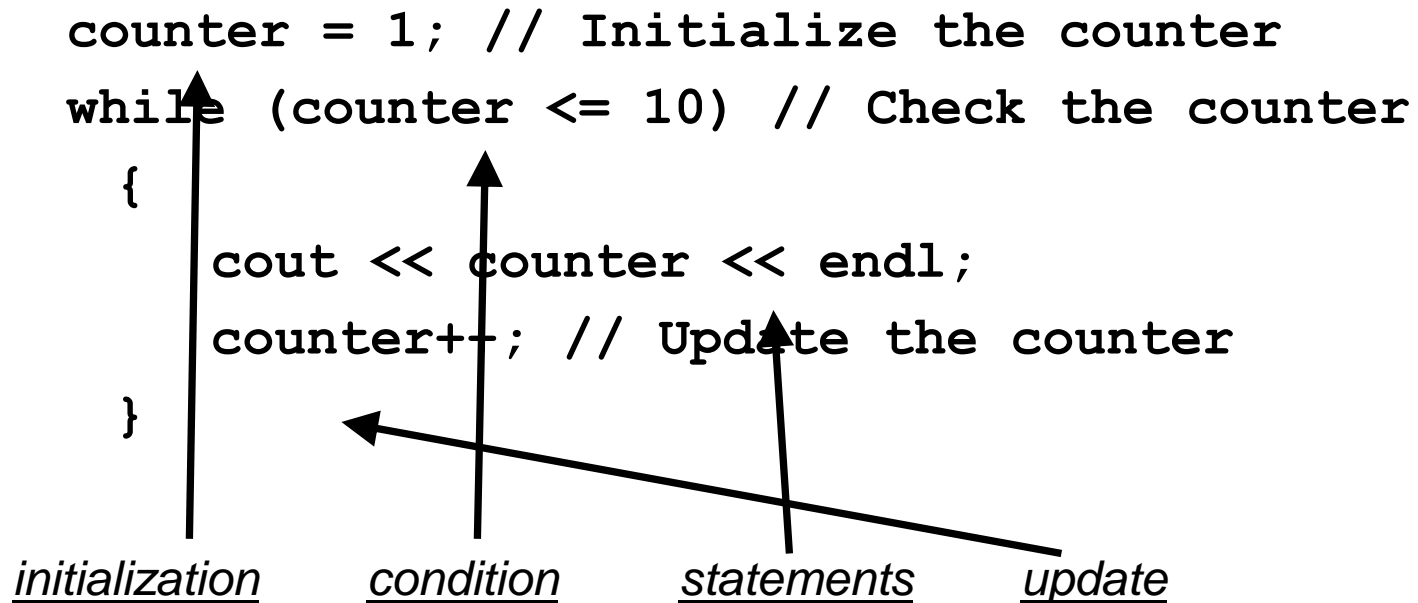 counter = 1; // Initialize the counter
while (counter <= 10) // Check the counter
{
cout << counter << endl;
counter++; // Update the counter
}
initialization condition statements update